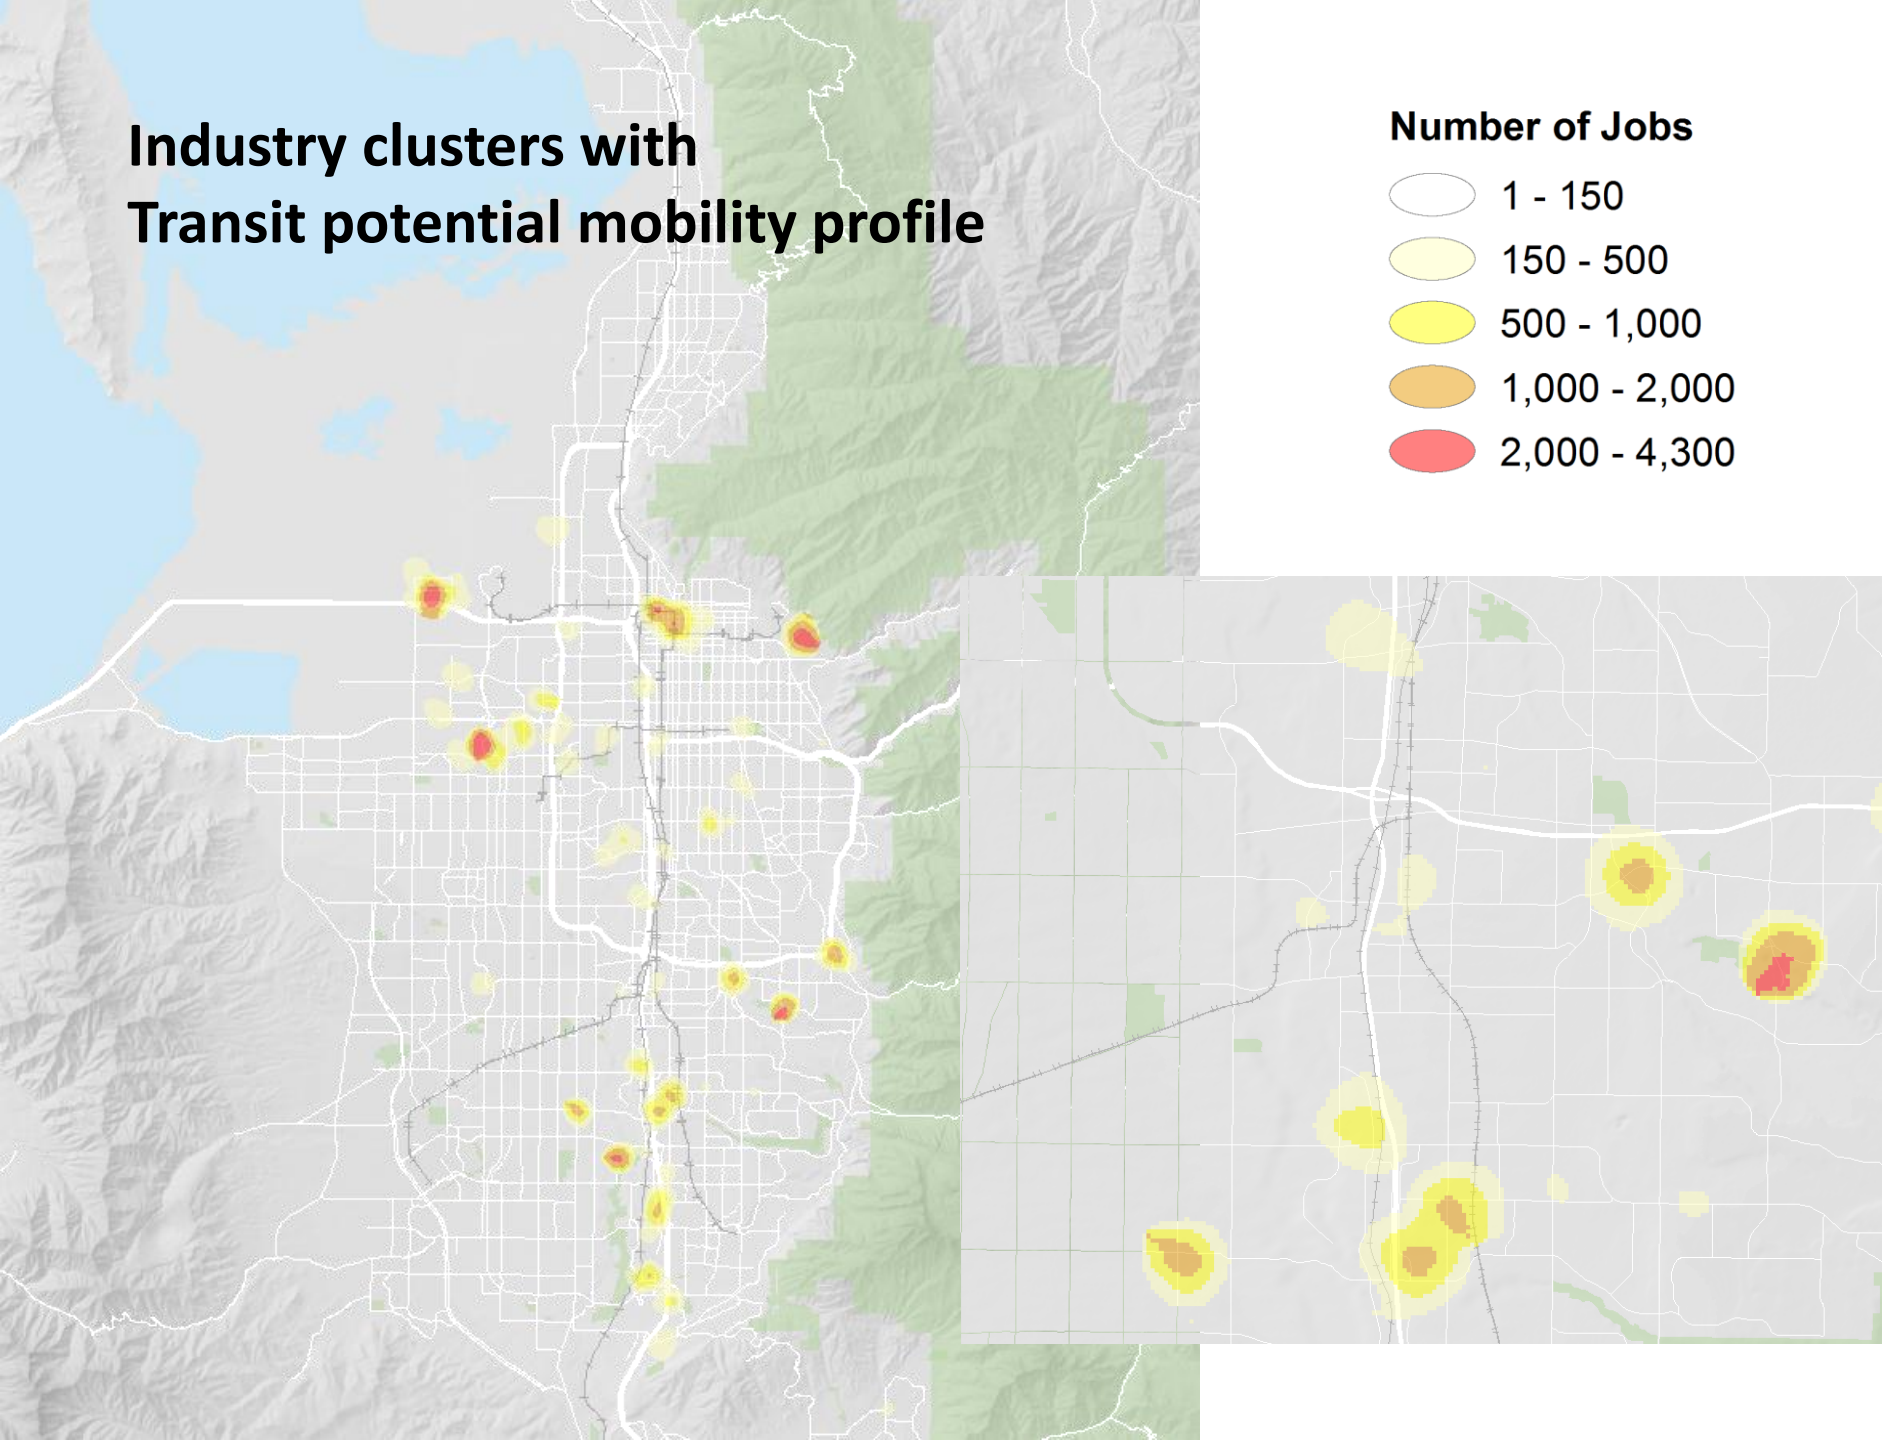 Industry clusters with
Transit potential mobility profile
Number of Jobs
1 - 150
150 - 500
500 - 1,000
1,000 - 2,000
2,000 - 4,300